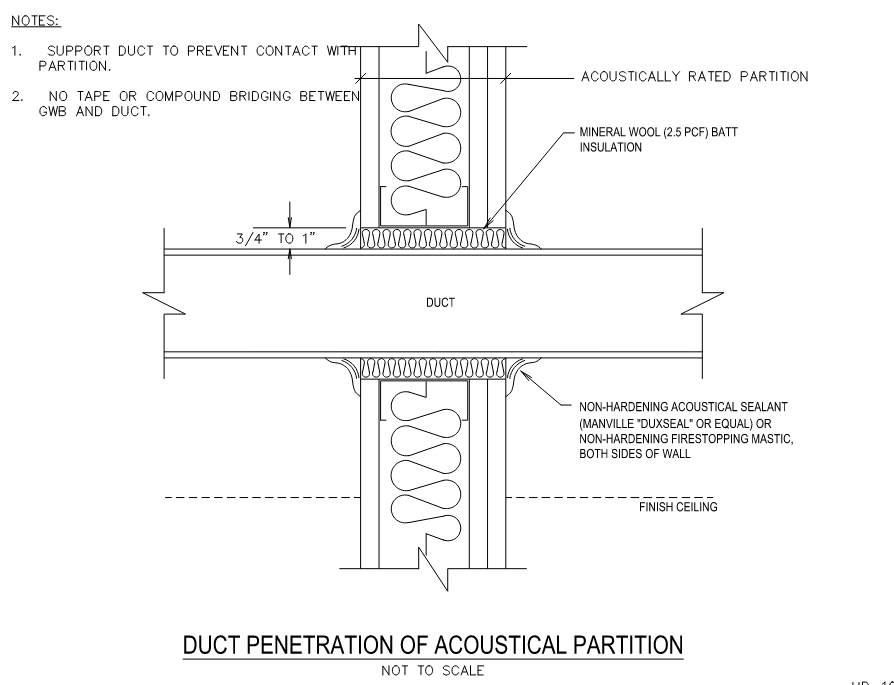 NOTES:
1. SUPPORT DUCT TO PREVENT CONTACT WITH
PARTITION.
2. NO TAPE OR COMPOUND BRIDGING BETWEEN
GWB AND DUCT.
ACOUSTICALLY RATED PARTITION
MINERAL WOOL (2.5 PCF) BATT
INSULATION
3/4" TO 1"
DUCT
NON-HARDENING ACOUSTICAL SEALANT
(MANVILLE "DUXSEAL" OR EQUAL) OR
NON-HARDENING FIRESTOPPING MASTIC,
BOTH SIDES OF WALL
FINISH CEILING
DUCT PENETRATION OF ACOUSTICAL PARTITION
NOT TO SCALE